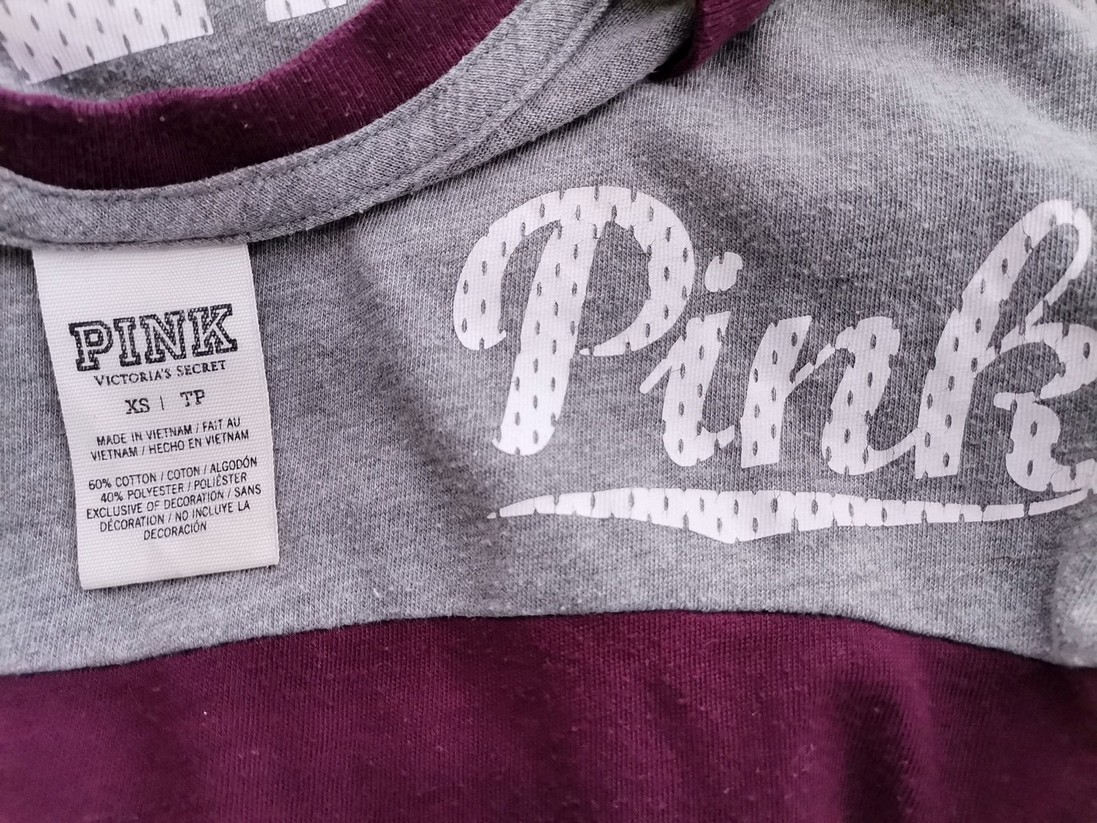 PINK
VICTORIA'S SECRET
XS | TP
MADE IN VIETNAM / FAIT AU
VIETNAM / HECHO EN VIETNAM
60% COTTON / COTON / ALGODÓN
40% POLYESTER / POLIÉSTER
EXCLUSIVE OF DECORATION / SANS
DÉCORATION / NO INCLUYE LA
DECORACIÓN
Pink